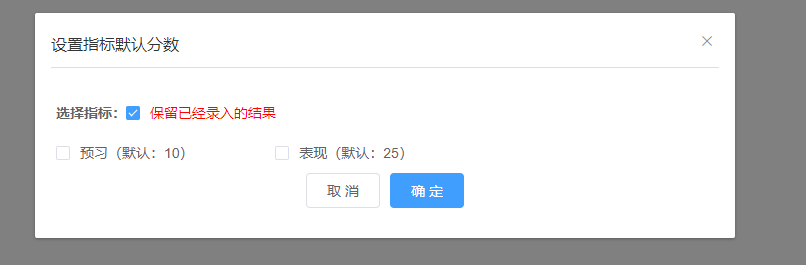 设置指标默认分数
选择指标： 保留已经录入的结果
预习（默认：10） 表现（默认：25）
取 消 确 定